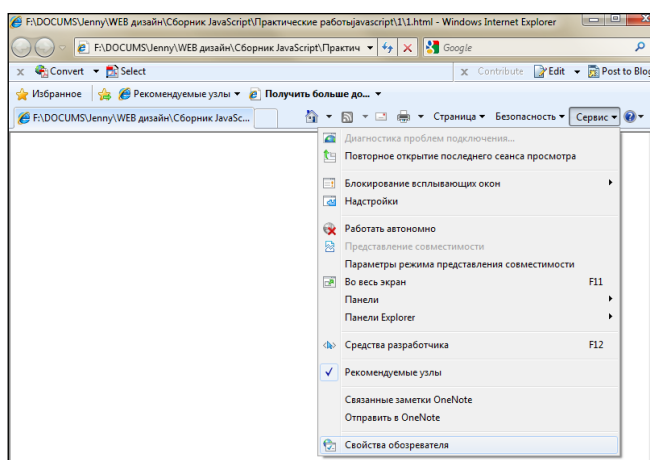 F:\DOCUMS\Jenny\WEB дизайн\Сборник JavaScript\Практические работыjavascript\1\1.html - Windows Internet Explorer
F:\DOCUMS\Jenny\WEB дизайн\Сборник JavaScript\Практич
Google
x Convert Select
x Contribute Edit Post to Blog
Избранное Рекомендуемые узлы Получить больше до...
F:\DOCUMS\Jenny\WEB дизайн\Сборник JavaSc...
Страница Безопасность Сервис
Диагностика проблем подключения...
Повторное открытие последнего сеанса просмотра
Блокирование всплывающих окон
Надстройки
Работать автономно
Представление совместимости
Параметры режима представления совместимости
Во весь экран F11
Панели
Панели Explorer
Средства разработчика F12
Рекомендуемые узлы
Связанные заметки OneNote
Отправить в OneNote
Свойства обозревателя